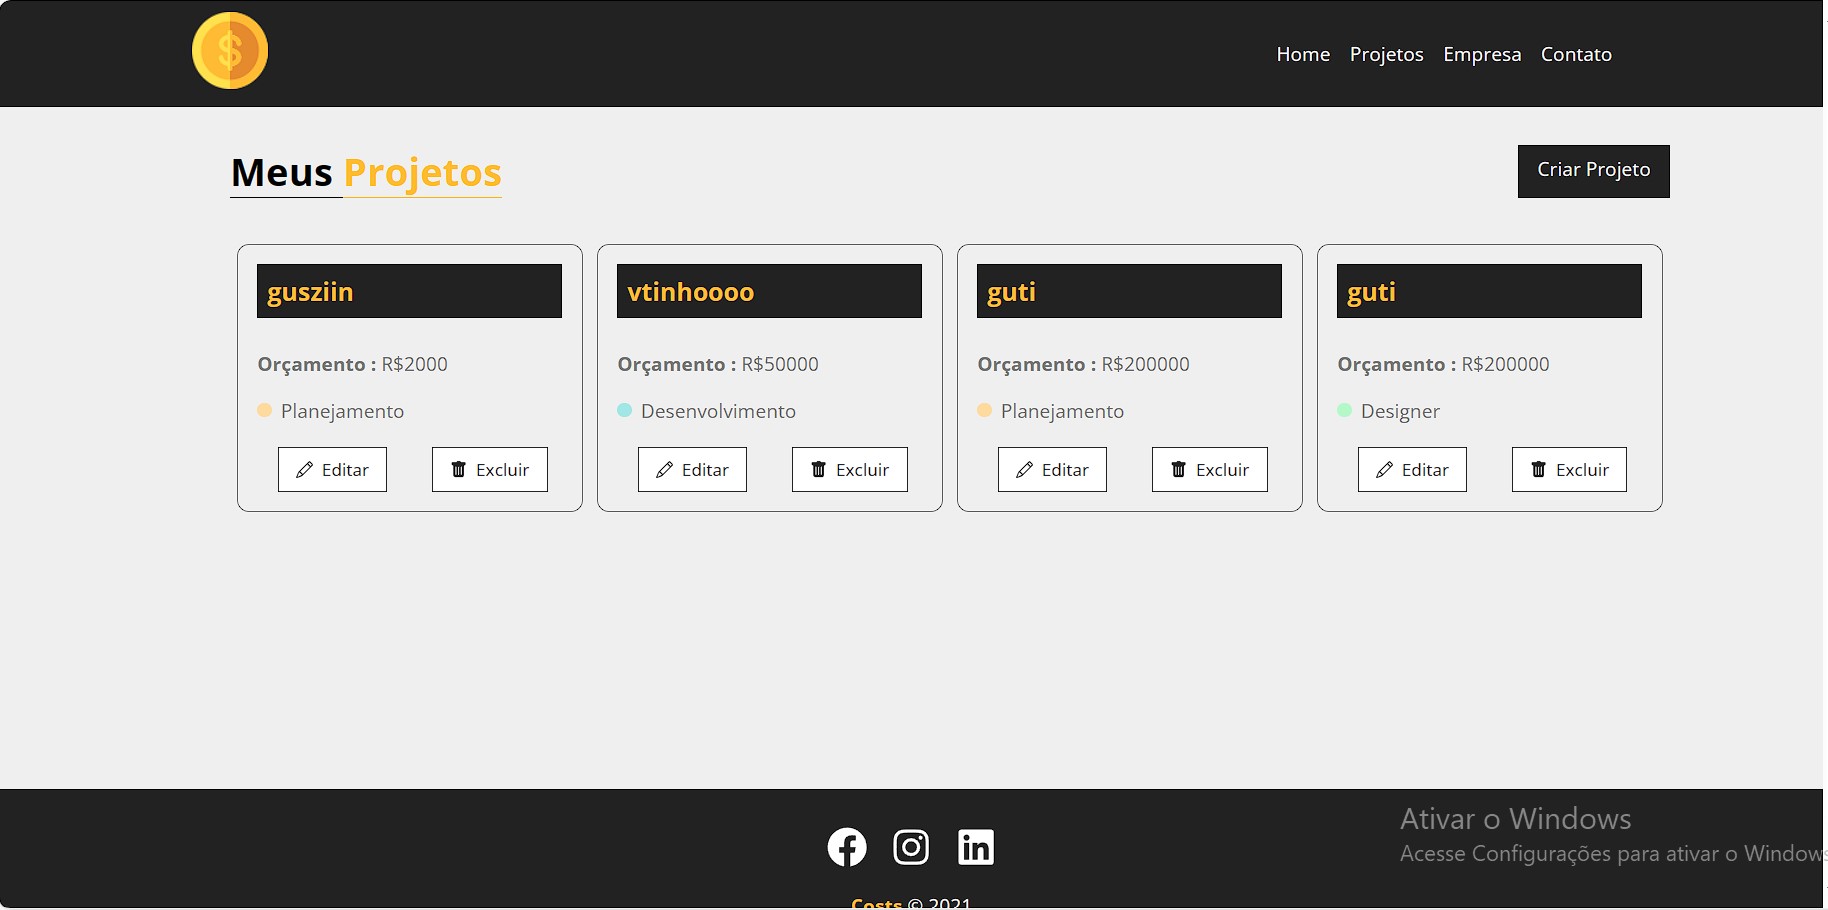 $
Home Projetos Empresa Contato
Meus Projetos
Criar Projeto
gusziin
Orçamento : R$2000
Planejamento
Editar Excluir
vtinhoooo
Orçamento : R$50000
Desenvolvimento
Editar Excluir
guti
Orçamento : R$200000
Planejamento
Editar Excluir
guti
Orçamento : R$200000
Designer
Editar Excluir
Ativar o Windows
Acesse Configurações para ativar o Windows
Costs © 2021